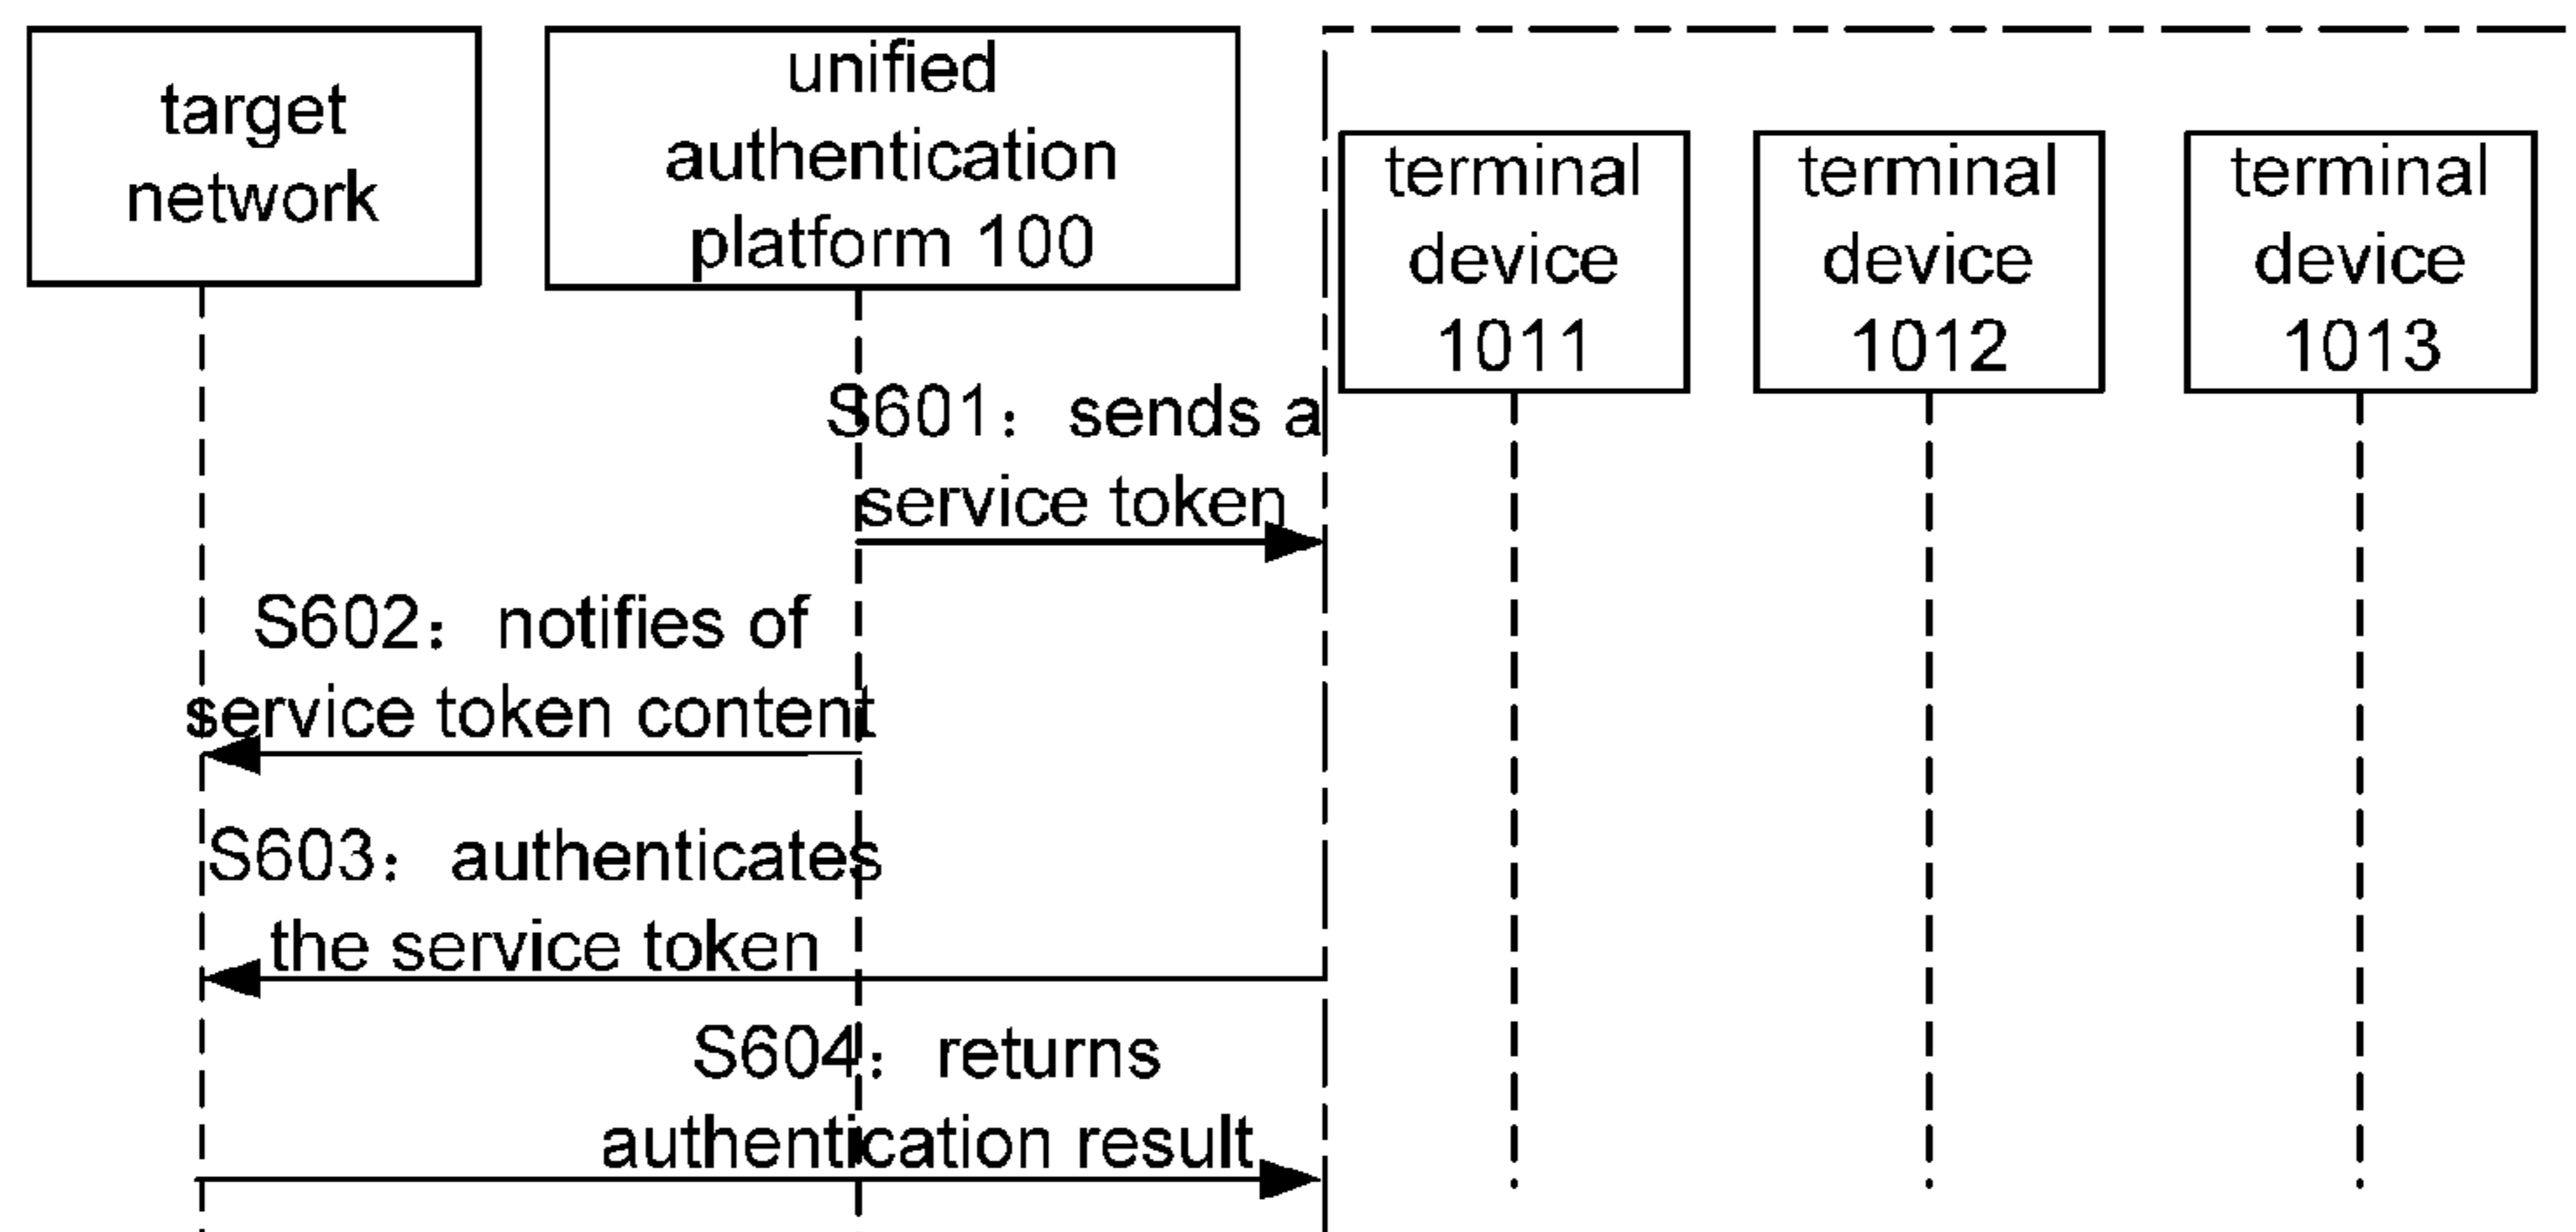 target
network
unified
authentication
platform 100
terminal
device
1011
terminal
device
1012
terminal
device
1013
S601： sends a
service token
S602： notifies of
service token content
S603： authenticates
the service token
S604： returns
authentication result